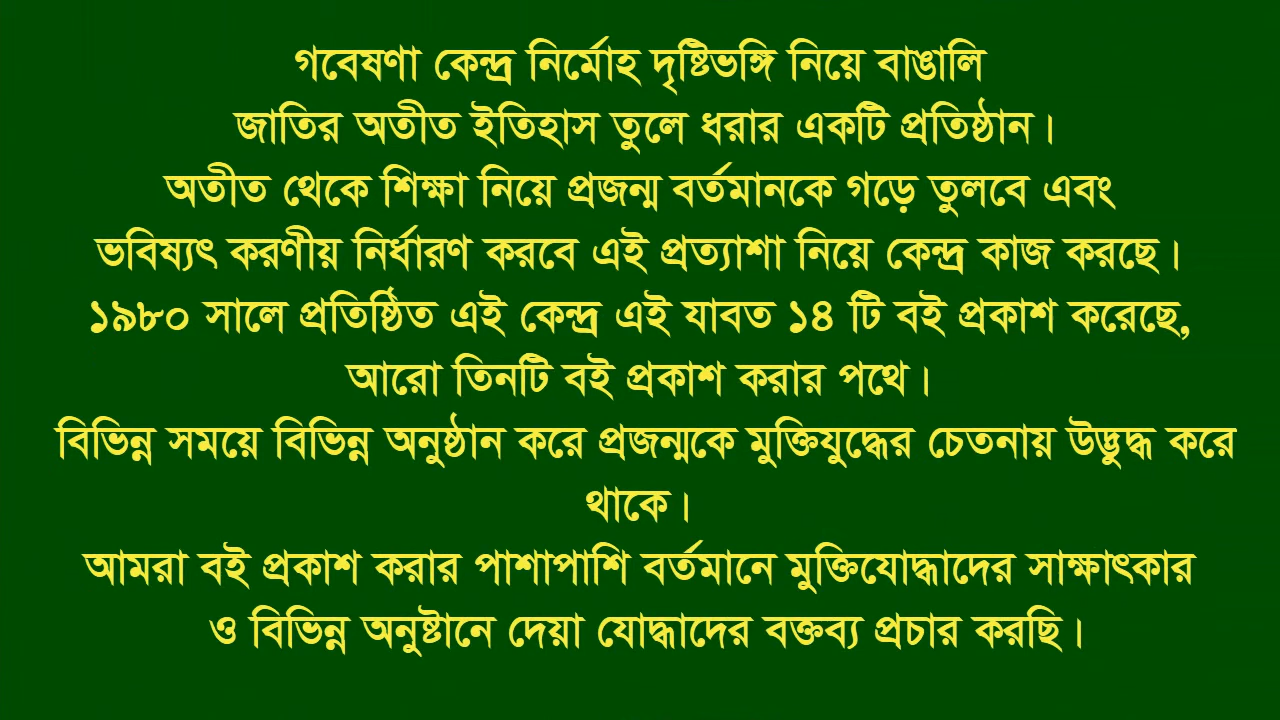 গবেষণা কেন্দ্র নির্মোহ দৃষ্টিভঙ্গি নিয়ে বাঙালি
জাতির অতীত ইতিহাস তুলে ধরার একটি প্রতিষ্ঠান।
অতীত থেকে শিক্ষা নিয়ে প্রজন্ম বর্তমানকে গড়ে তুলবে এবং
ভবিষ্যৎ করণীয় নির্ধারণ করবে এই প্রত্যাশা নিয়ে কেন্দ্র কাজ করছে।
১৯৮০ সালে প্রতিষ্ঠিত এই কেন্দ্র এই যাবত ১৪ টি বই প্রকাশ করেছে,
আরো তিনটি বই প্রকাশ করার পথে।
বিভিন্ন সময়ে বিভিন্ন অনুষ্ঠান করে প্রজন্মকে মুক্তিযুদ্ধের চেতনায় উদ্ভুদ্ধ করে
থাকে।
আমরা বই প্রকাশ করার পাশাপাশি বর্তমানে মুক্তিযোদ্ধাদের সাক্ষাৎকার
ও বিভিন্ন অনুষ্টানে দেয়া যোদ্ধাদের বক্তব্য প্রচার করছি।